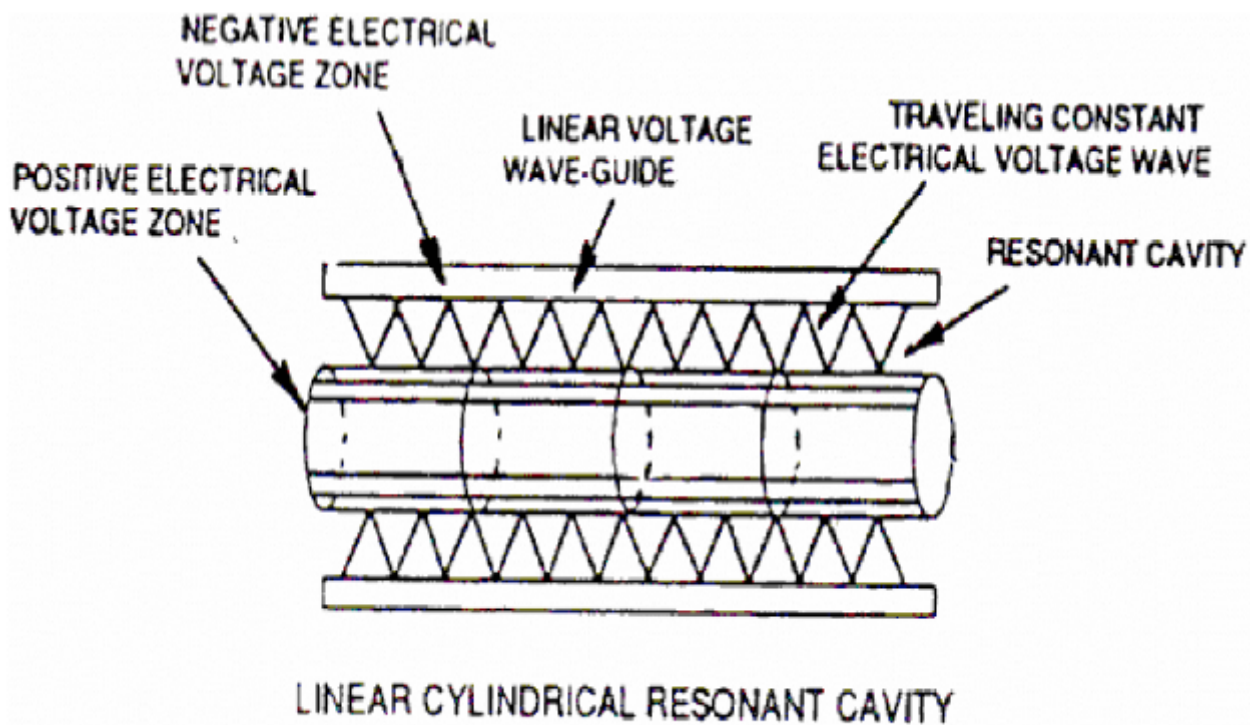 NEGATIVE ELECTRICAL
VOLTAGE ZONE
LINEAR VOLTAGE
WAVE-GUIDE
TRAVELING CONSTANT
ELECTRICAL VOLTAGE WAVE
POSITIVE ELECTRICAL
VOLTAGE ZONE
RESONANT CAVITY
LINEAR CYLINDRICAL RESONANT CAVITY